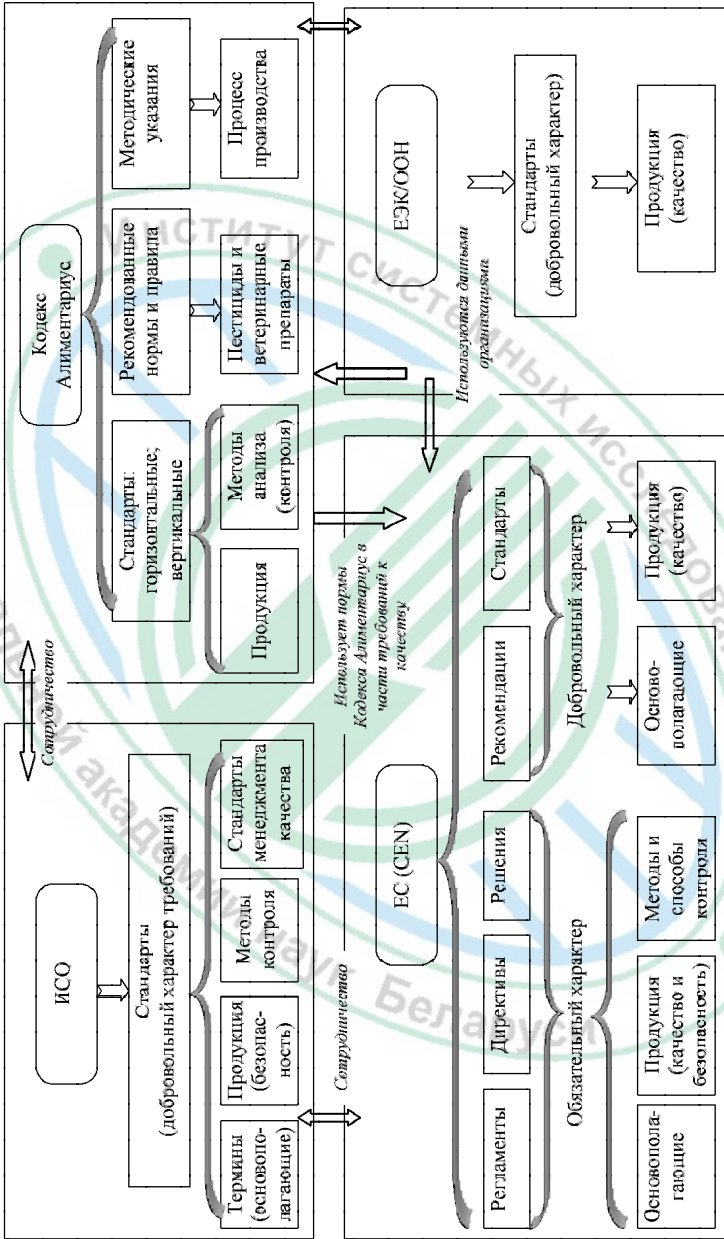 ИСО
Стандарты
(добровольный характер требований)
Термины
(основопо-
лагающие)
Продукция
(безопас-
ность)
Методы
контроля
Стандарты
менеджмента
качества
Сотрудничество
Кодекс
Алиментариус
Стандарты:
горизонтальные;
вертикальные
Рекомендованные
нормы и правила
Методические
указания
Продукция
Методы
анализа
(контроля)
Пестициды и
ветеринарные
препараты
Процесс
производства
Сотрудничество
Использует нормы
Кодекса Алиментариус в
части требований к
качеству
Используются данными
организациями
ЕС (CEN)
Регламенты
Директивы
Решения
Рекомендации
Стандарты
Обязательный характер
Добровольный характер
Основопола-
гающие
Продукция
(качество и
безопасность)
Методы и
способы
контроля
Осново-
полагающие
Продукция
(качество)
ЕЭК/ООН
Стандарты
(добровольный характер)
Продукция
(качество)
Институт системных исследова
альной академии наук Беларуси